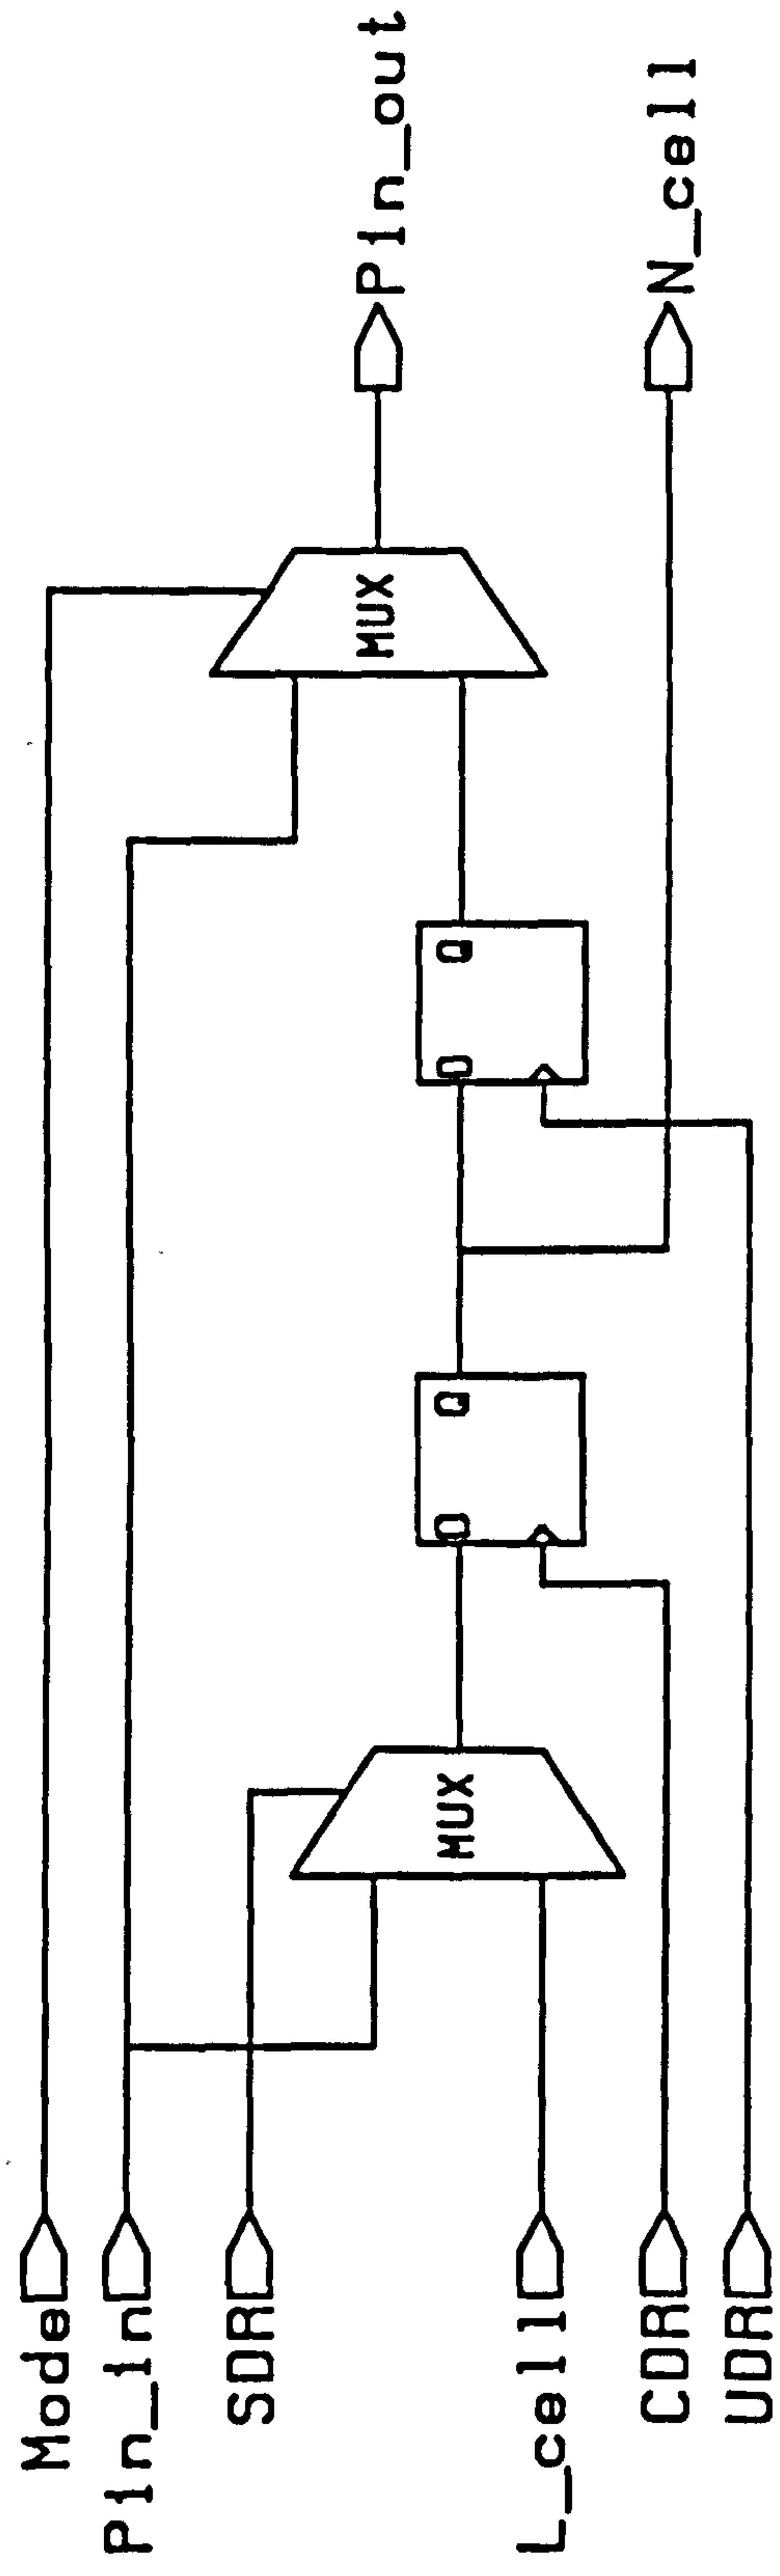 Mode
Pin_in
SDR
L_cell
CDR
UDR
MUX
D
Q
D
Q
MUX
Pin_out
N_cell